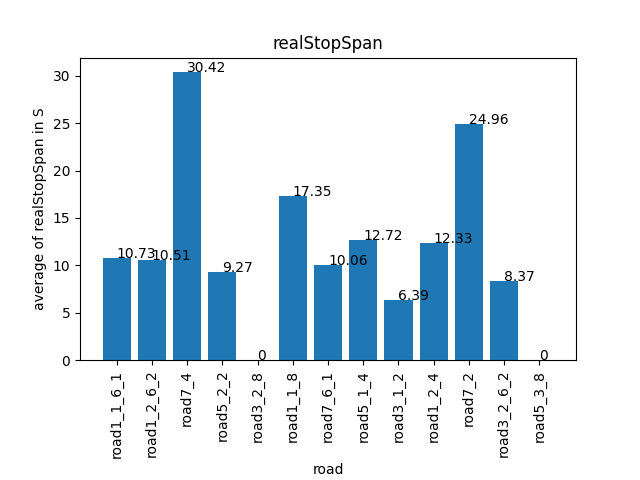 realStopSpan
average of realStopSpan in S
30
25
20
15
10
5
0
10.73
10.51
30.42
9.27
0
17.35
10.06
12.72
6.39
12.33
24.96
8.37
0
road1_1_6_1
road1_2_6_2
road7_4
road5_2_2
road3_2_8
road1_1_8
road7_6_1
road5_1_4
road3_1_2
road1_2_4
road7_2
road3_2_6_2
road5_3_8
road